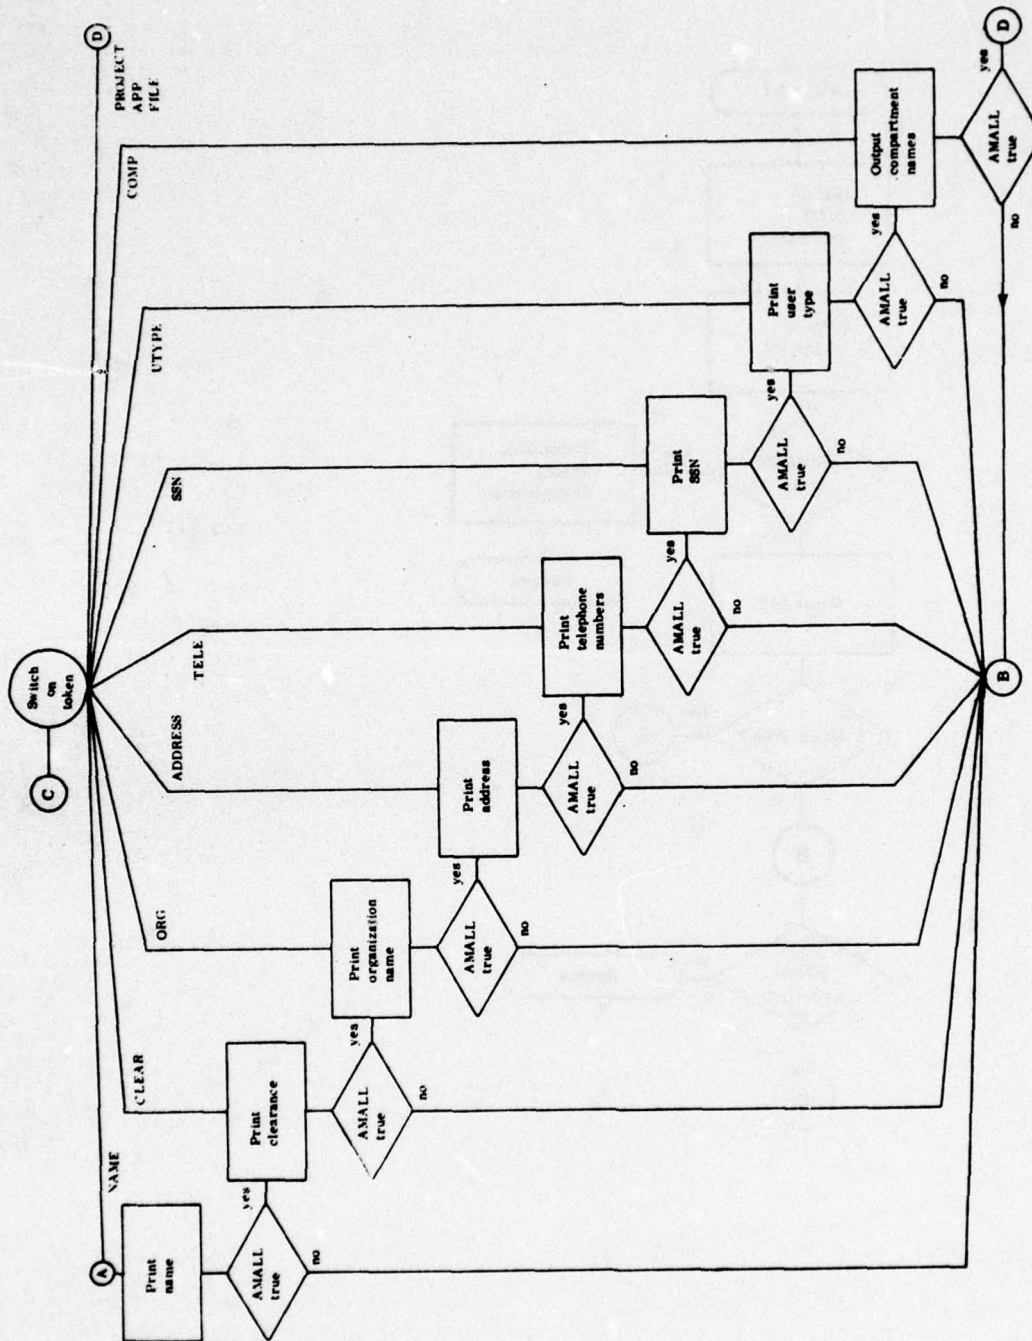 C
Switch
on
token
A
NAME
CLEAR
ORG
ADDRESS
TELE
SSN
UTYPE
COMP
PROJECT
APP
FILE
D
Print
name
AMALL
true
yes
no
Print
clearance
AMALL
true
yes
no
Print
organization
name
AMALL
true
yes
no
Print
address
AMALL
true
yes
no
Print
telephone
numbers
AMALL
true
yes
no
Print
SSN
AMALL
true
yes
no
Print
user
type
AMALL
true
yes
no
Output
compartment
names
AMALL
true
yes
no
D
B